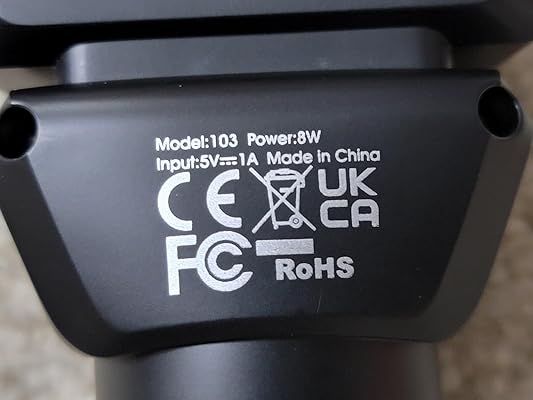 Model:103 Power:8W
Input:5V⎓1A Made in China
CE UK
CA
FC RoHS